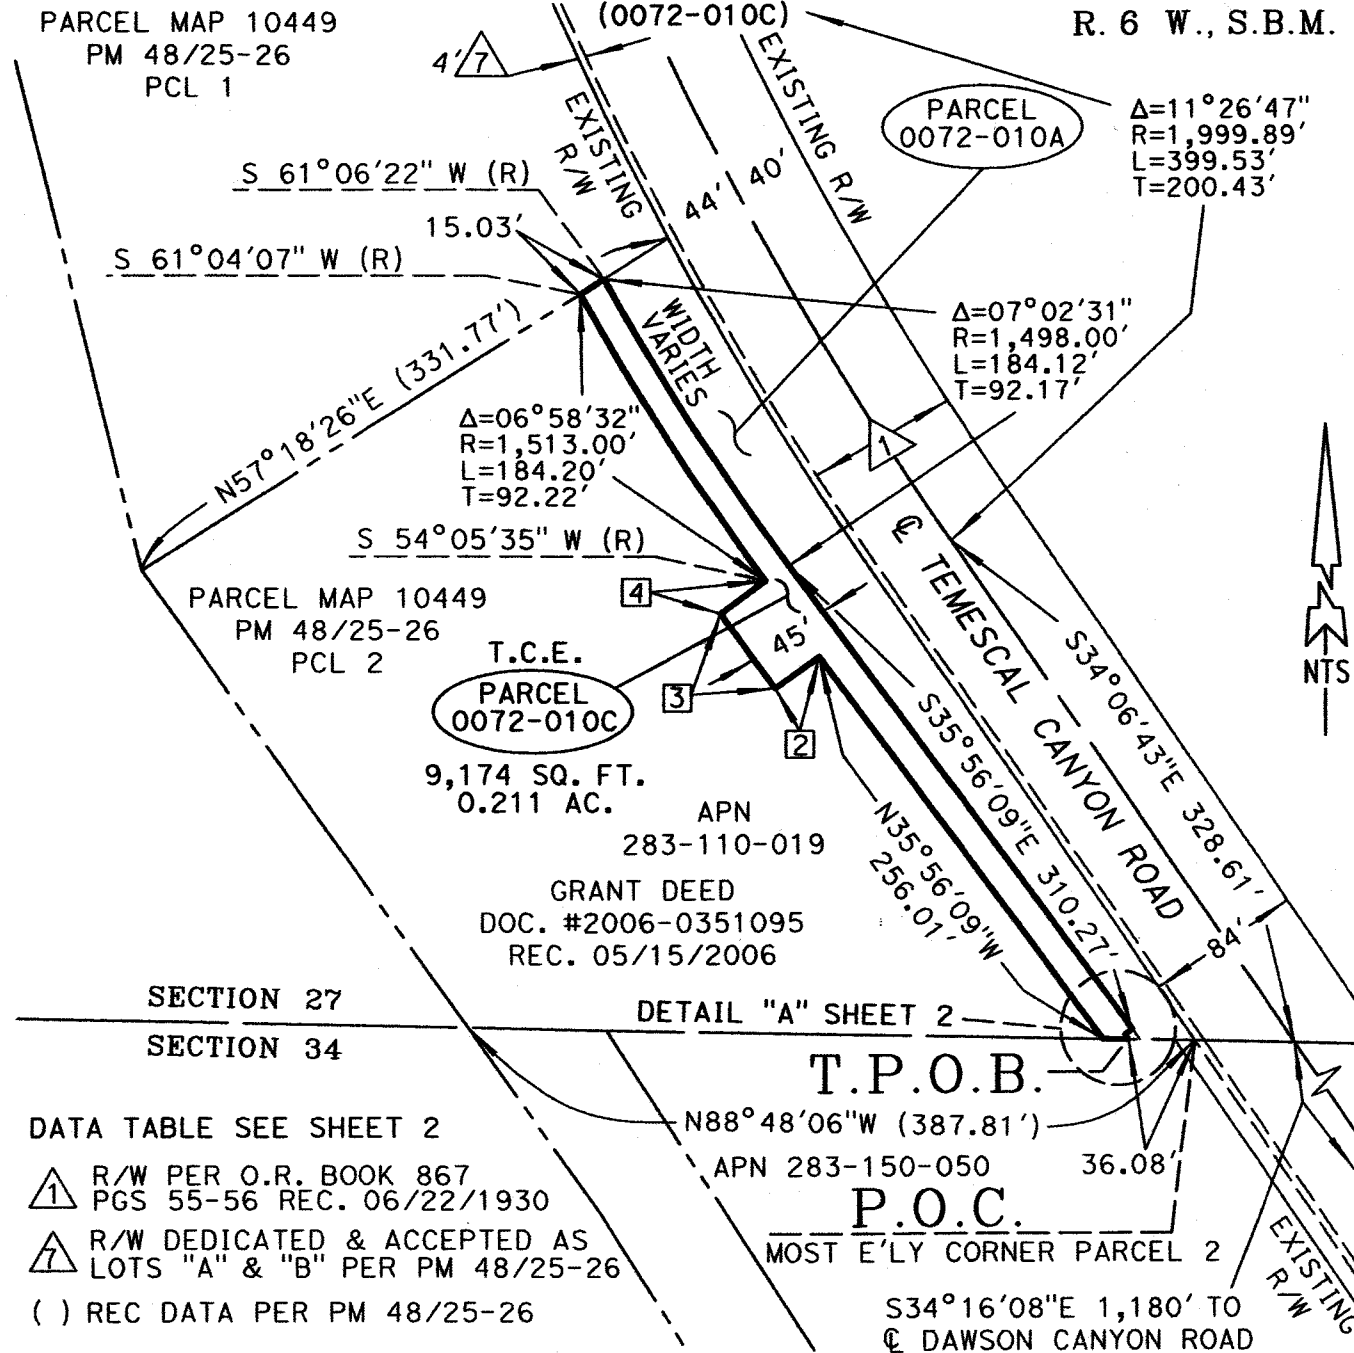 PARCEL MAP 10449
PM 48/25-26
PCL 1
4' 7
(0072-010C)
R. 6 W., S.B.M.
EXISTING
R/W
EXISTING R/W
PARCEL
0072-010A
Δ=11°26'47"
R=1,999.89'
L=399.53'
T=200.43'
S 61°06'22" W (R)
44' 40'
15.03'
S 61°04'07" W (R)
WIDTH
VARIES
Δ=07°02'31"
R=1,498.00'
L=184.12'
T=92.17'
N57°18'26"E (331.77')
Δ=06°58'32"
R=1,513.00'
L=184.20'
T=92.22'
1
S 54°05'35" W (R)
℄ TEMESCAL CANYON ROAD
4
PARCEL MAP 10449
PM 48/25-26
PCL 2
45'
T.C.E.
PARCEL
0072-010C
3
2
9,174 SQ. FT.
0.211 AC.
S34°06'43"E 328.61'
NTS
S35°56'09"E 310.27'
N35°56'09"W
256.01'
APN
283-110-019
GRANT DEED
DOC. #2006-0351095
REC. 05/15/2006
84'
SECTION 27
DETAIL "A" SHEET 2
SECTION 34
T.P.O.B.
N88°48'06"W (387.81')
DATA TABLE SEE SHEET 2
APN 283-150-050
36.08'
1 R/W PER O.R. BOOK 867
PGS 55-56 REC. 06/22/1930
P.O.C.
MOST E'LY CORNER PARCEL 2
7 R/W DEDICATED & ACCEPTED AS
LOTS "A" & "B" PER PM 48/25-26
EXISTING
R/W
( ) REC DATA PER PM 48/25-26
S34°16'08"E 1,180' TO
℄ DAWSON CANYON ROAD